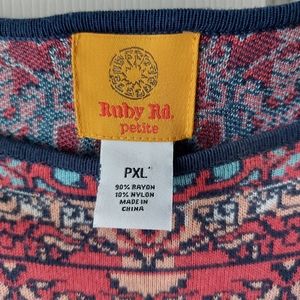 Ruby Rd.
petite
PXL
90% RAYON
10% NYLON
MADE IN
CHINA